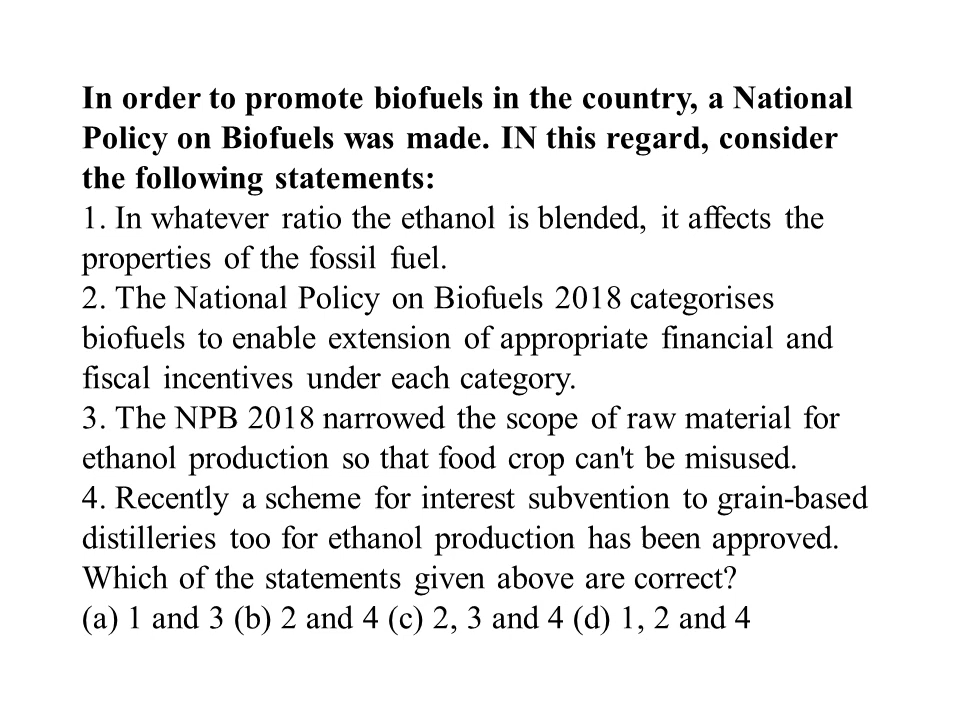 In order to promote biofuels in the country, a National
Policy on Biofuels was made. IN this regard, consider
the following statements:
1. In whatever ratio the ethanol is blended, it affects the
properties of the fossil fuel.
2. The National Policy on Biofuels 2018 categorises
biofuels to enable extension of appropriate financial and
fiscal incentives under each category.
3. The NPB 2018 narrowed the scope of raw material for
ethanol production so that food crop can't be misused.
4. Recently a scheme for interest subvention to grain-based
distilleries too for ethanol production has been approved.
Which of the statements given above are correct?
(a) 1 and 3 (b) 2 and 4 (c) 2, 3 and 4 (d) 1, 2 and 4